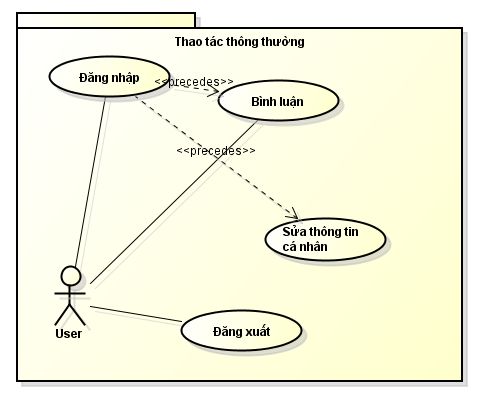 Thao tác thông thường
Đăng nhập
<<precedes>>
Bình luận
<<precedes>>
Sửa thông tin
cá nhân
User
Đăng xuất